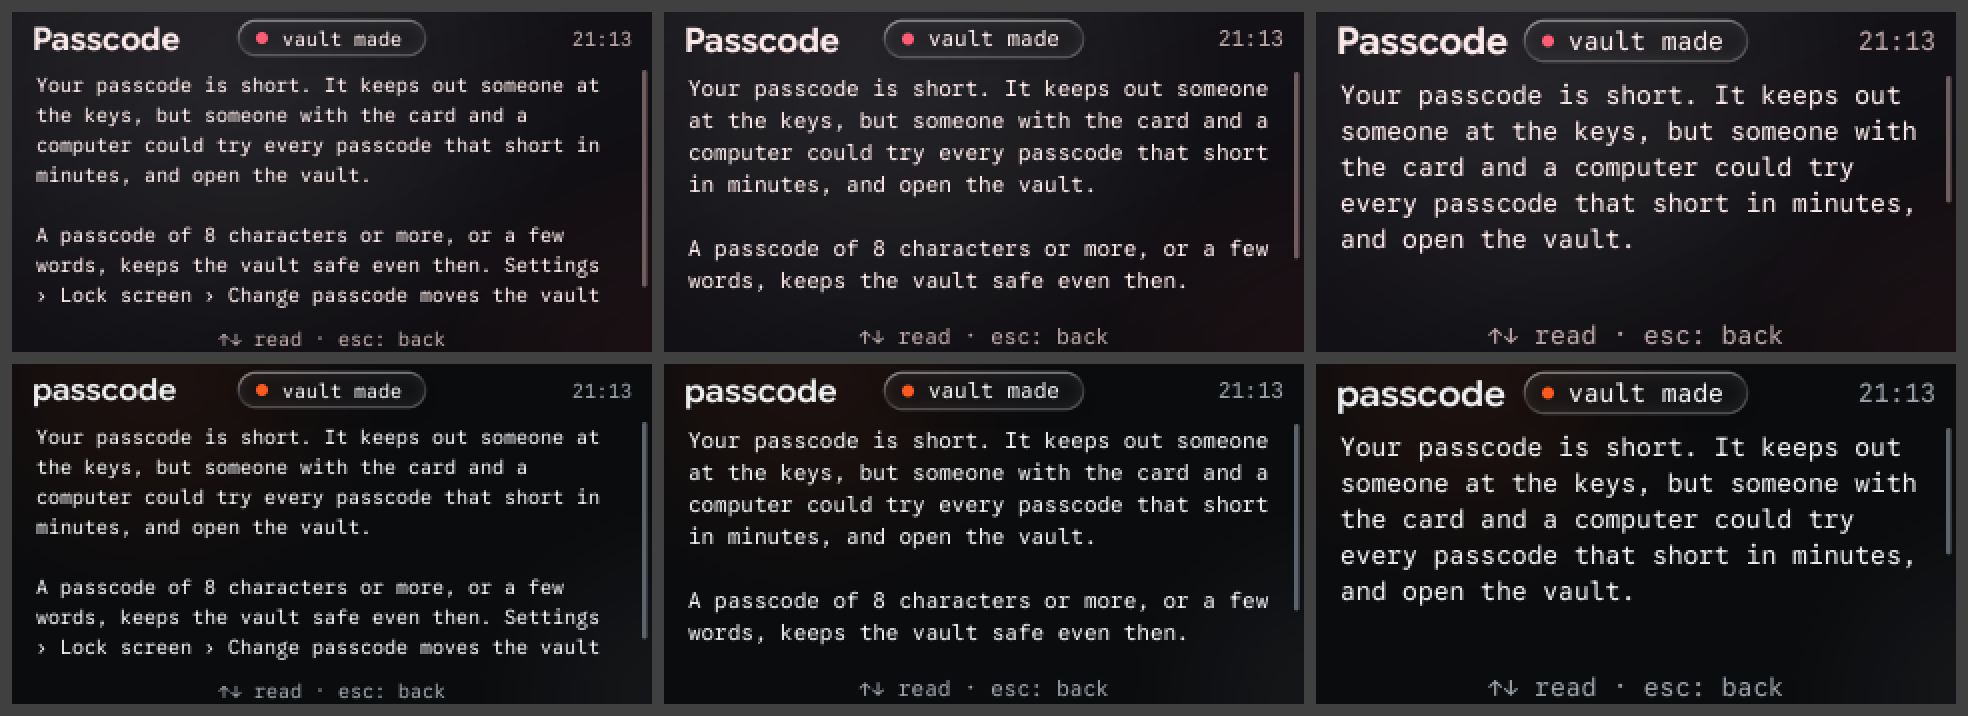 Passcode
vault made
21:13
Your passcode is short. It keeps out someone at
the keys, but someone with the card and a
computer could try every passcode that short in
minutes, and open the vault.
A passcode of 8 characters or more, or a few
words, keeps the vault safe even then. Settings
› Lock screen › Change passcode moves the vault
↑↓ read · esc: back
Passcode
vault made
21:13
Your passcode is short. It keeps out someone
at the keys, but someone with the card and a
computer could try every passcode that short
in minutes, and open the vault.
A passcode of 8 characters or more, or a few
words, keeps the vault safe even then.
↑↓ read · esc: back
Passcode
vault made
21:13
Your passcode is short. It keeps out
someone at the keys, but someone with
the card and a computer could try
every passcode that short in minutes,
and open the vault.
↑↓ read · esc: back
passcode
vault made
21:13
Your passcode is short. It keeps out someone at
the keys, but someone with the card and a
computer could try every passcode that short in
minutes, and open the vault.
A passcode of 8 characters or more, or a few
words, keeps the vault safe even then. Settings
› Lock screen › Change passcode moves the vault
↑↓ read · esc: back
passcode
vault made
21:13
Your passcode is short. It keeps out someone
at the keys, but someone with the card and a
computer could try every passcode that short
in minutes, and open the vault.
A passcode of 8 characters or more, or a few
words, keeps the vault safe even then.
↑↓ read · esc: back
passcode
vault made
21:13
Your passcode is short. It keeps out
someone at the keys, but someone with
the card and a computer could try
every passcode that short in minutes,
and open the vault.
↑↓ read · esc: back